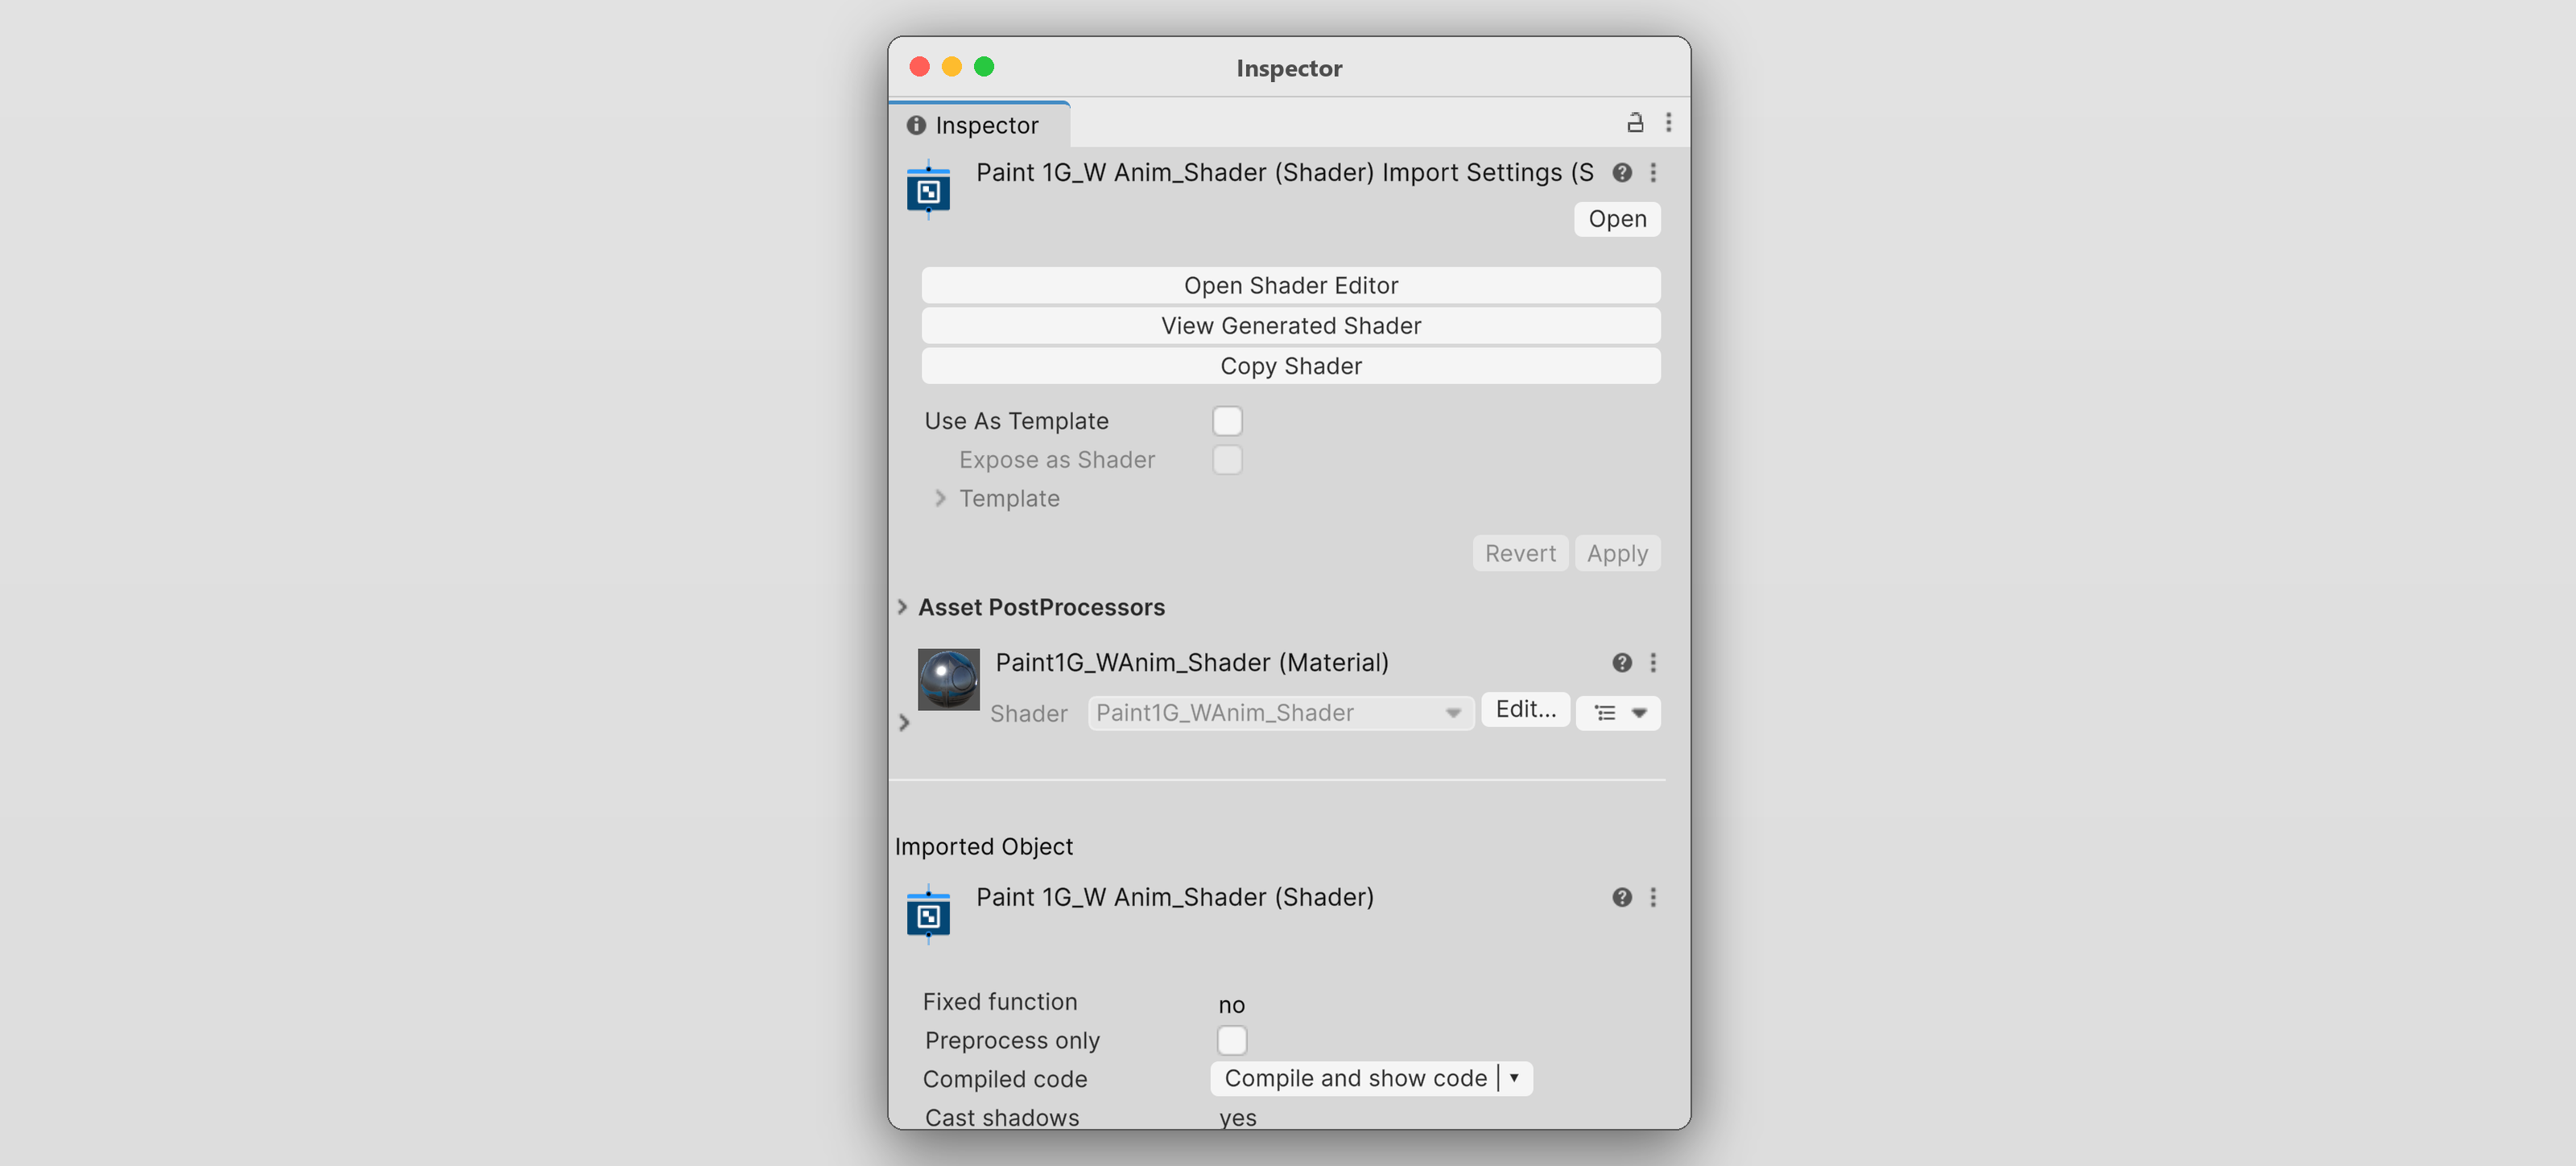 Inspector
Inspector
Paint 1G_W Anim_Shader (Shader) Import Settings (S
Open
Open Shader Editor
View Generated Shader
Copy Shader
Use As Template
Expose as Shader
Template
Revert Apply
Asset PostProcessors
Paint1G_WAnim_Shader (Material)
Shader Paint1G_WAnim_Shader Edit...
Imported Object
Paint 1G_W Anim_Shader (Shader)
Fixed function no
Preprocess only
Compiled code Compile and show code
Cast shadows yes